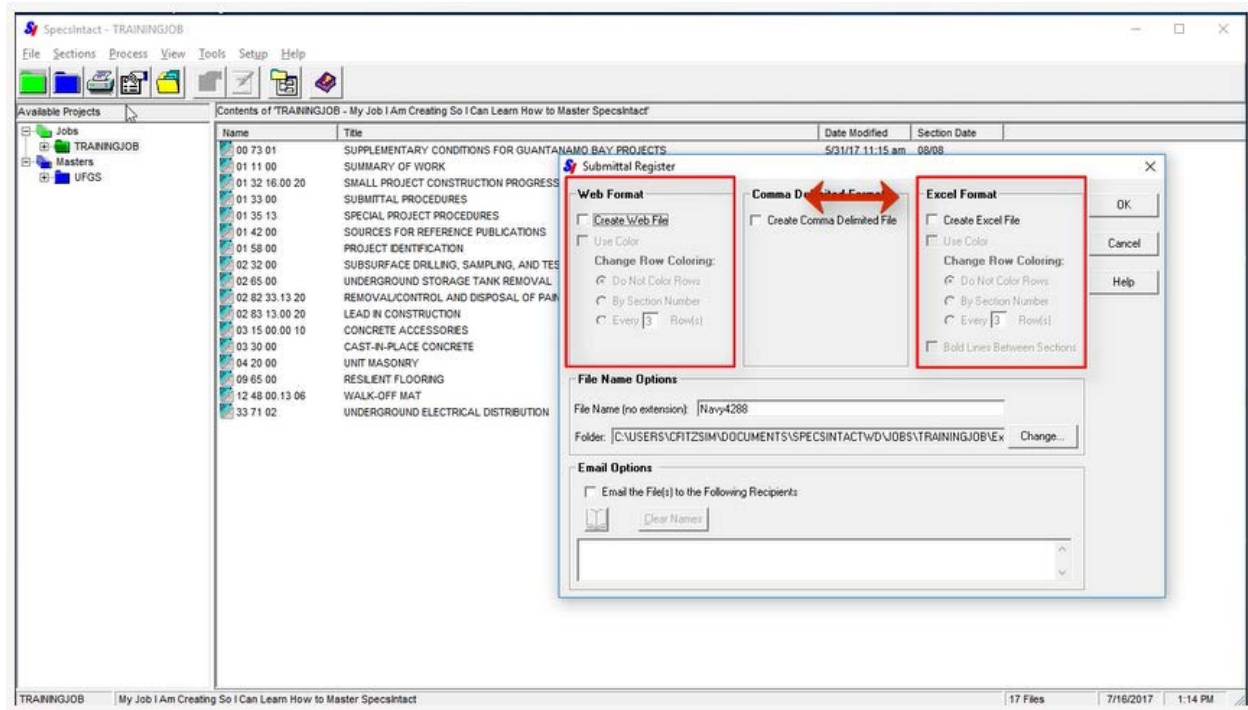 SpecsIntact - TRAININGJOB
File Sections Process View Tools Setup Help
Available Projects
Contents of 'TRAININGJOB - My Job I Am Creating So I Can Learn How to Master SpecsIntact'
Jobs
TRAININGJOB
Masters
UFGS
Name Title Date Modified Section Date
00 73 01 SUPPLEMENTARY CONDITIONS FOR GUANTANAMO BAY PROJECTS 5/31/17 11:15 am 08/08
01 11 00 SUMMARY OF WORK
01 32 16.00 20 SMALL PROJECT CONSTRUCTION PROGRESS
01 33 00 SUBMITTAL PROCEDURES
01 35 13 SPECIAL PROJECT PROCEDURES
01 42 00 SOURCES FOR REFERENCE PUBLICATIONS
01 58 00 PROJECT IDENTIFICATION
02 32 00 SUBSURFACE DRILLING, SAMPLING, AND TES
02 65 00 UNDERGROUND STORAGE TANK REMOVAL
02 82 33.13 20 REMOVAL/CONTROL AND DISPOSAL OF PAIN
02 83 13.00 20 LEAD IN CONSTRUCTION
03 15 00.00 10 CONCRETE ACCESSORIES
03 30 00 CAST-IN-PLACE CONCRETE
04 20 00 UNIT MASONRY
09 65 00 RESILIENT FLOORING
12 48 00.13 06 WALK-OFF MAT
33 71 02 UNDERGROUND ELECTRICAL DISTRIBUTION
Submittal Register
Web Format
Create Web File
Use Color
Change Row Coloring:
Do Not Color Rows
By Section Number
Every 3 Row(s)
Comma Delimited Format
Create Comma Delimited File
Excel Format
Create Excel File
Use Color
Change Row Coloring:
Do Not Color Rows
By Section Number
Every 3 Row(s)
Bold Lines Between Sections
OK
Cancel
Help
File Name Options
File Name (no extension): Navy4288
Folder: C:\USERS\CFITZSIM\DOCUMENTS\SPECSINTACTWD\JOBS\TRAININGJOB\Ex Change...
Email Options
Email the File(s) to the Following Recipients
Clear Names
TRAININGJOB My Job I Am Creating So I Can Learn How to Master SpecsIntact 17 Files 7/16/2017 1:14 PM